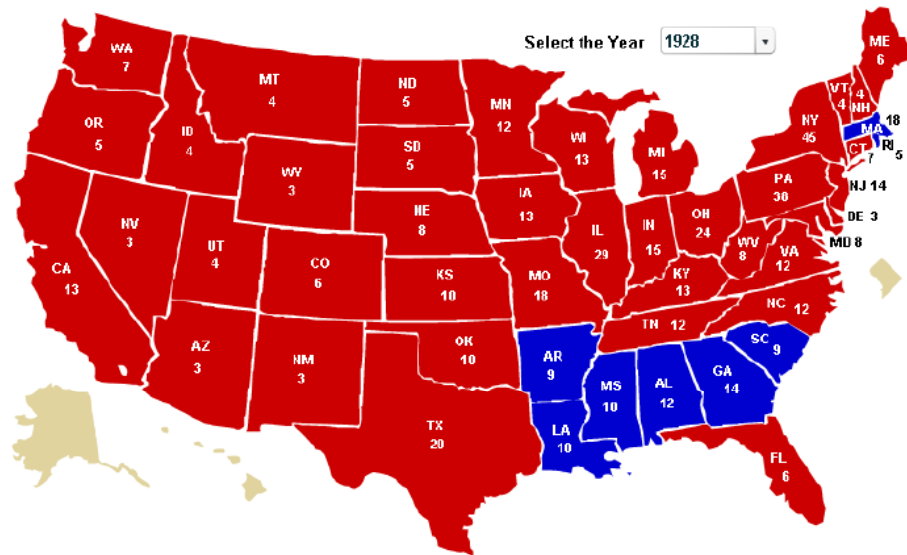 Select the Year 1928
WA
7
OR
5
CA
13
NV
3
ID
4
MT
4
WY
3
UT
4
AZ
3
CO
6
NM
3
ND
5
SD
5
NE
8
KS
10
OK
10
TX
20
MN
12
IA
13
MO
18
AR
9
LA
10
WI
13
IL
29
MI
15
IN
15
OH
24
KY
13
TN 12
MS
10
AL
12
GA
14
FL
6
SC
9
NC 12
VA
12
WV
8
PA
38
NY
45
VT
4
4
NH
ME
6
18
MA
RI
5
CT
7
NJ 14
DE 3
MD 8